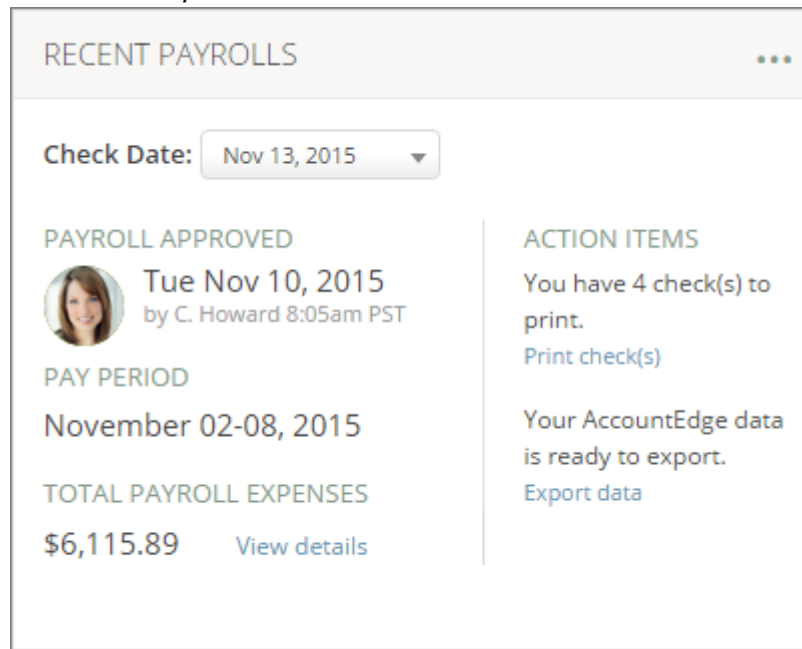 RECENT PAYROLLS
Check Date: Nov 13, 2015
PAYROLL APPROVED
Tue Nov 10, 2015
by C. Howard 8:05am PST
PAY PERIOD
November 02-08, 2015
TOTAL PAYROLL EXPENSES
$6,115.89 View details
ACTION ITEMS
You have 4 check(s) to
print.
Print check(s)
Your AccountEdge data
is ready to export.
Export data